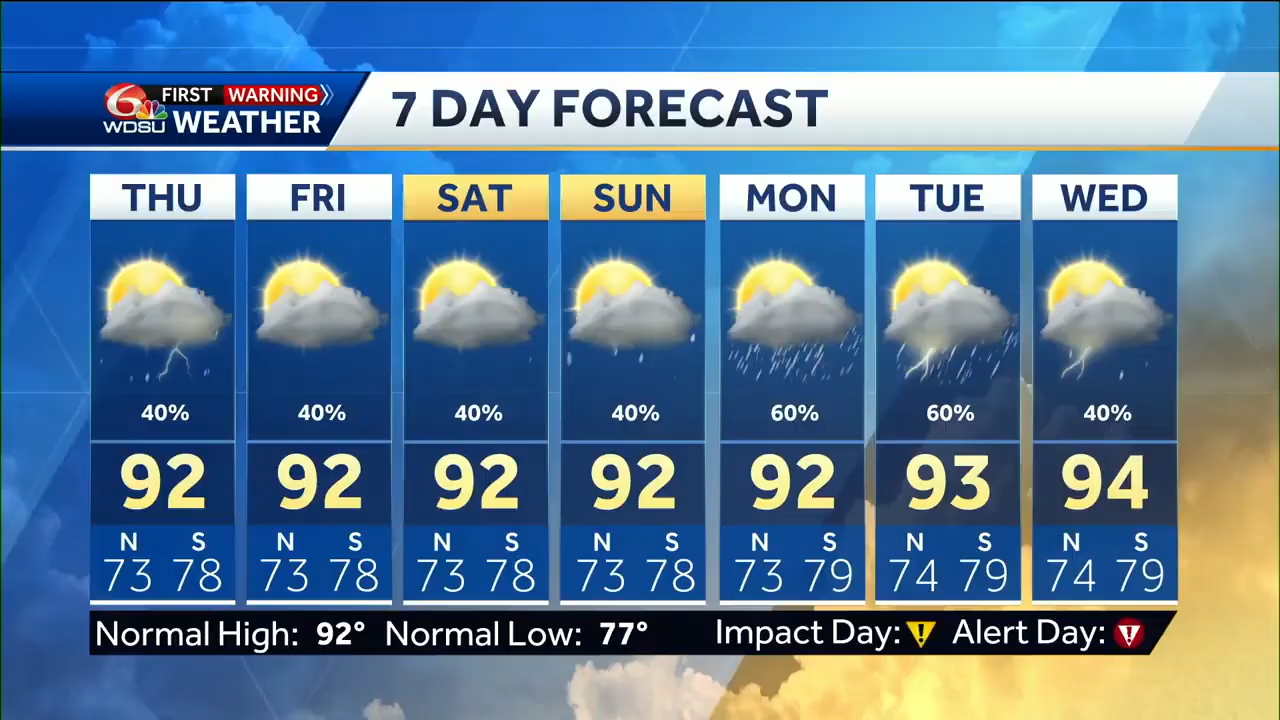 6 WDSU FIRST WARNING WEATHER
7 DAY FORECAST
THU FRI SAT SUN MON TUE WED
40% 40% 40% 40% 60% 60% 40%
92 92 92 92 92 93 94
N S N S N S N S N S N S N S
73 78 73 78 73 78 73 78 73 79 74 79 74 79
Normal High: 92° Normal Low: 77° Impact Day: ! Alert Day: !